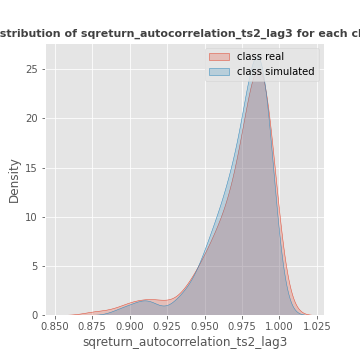 stribution of sqreturn_autocorrelation_ts2_lag3 for each cl
class real
class simulated
Density
25
20
15
10
5
0
0.850 0.875 0.900 0.925 0.950 0.975 1.000 1.025
sqreturn_autocorrelation_ts2_lag3